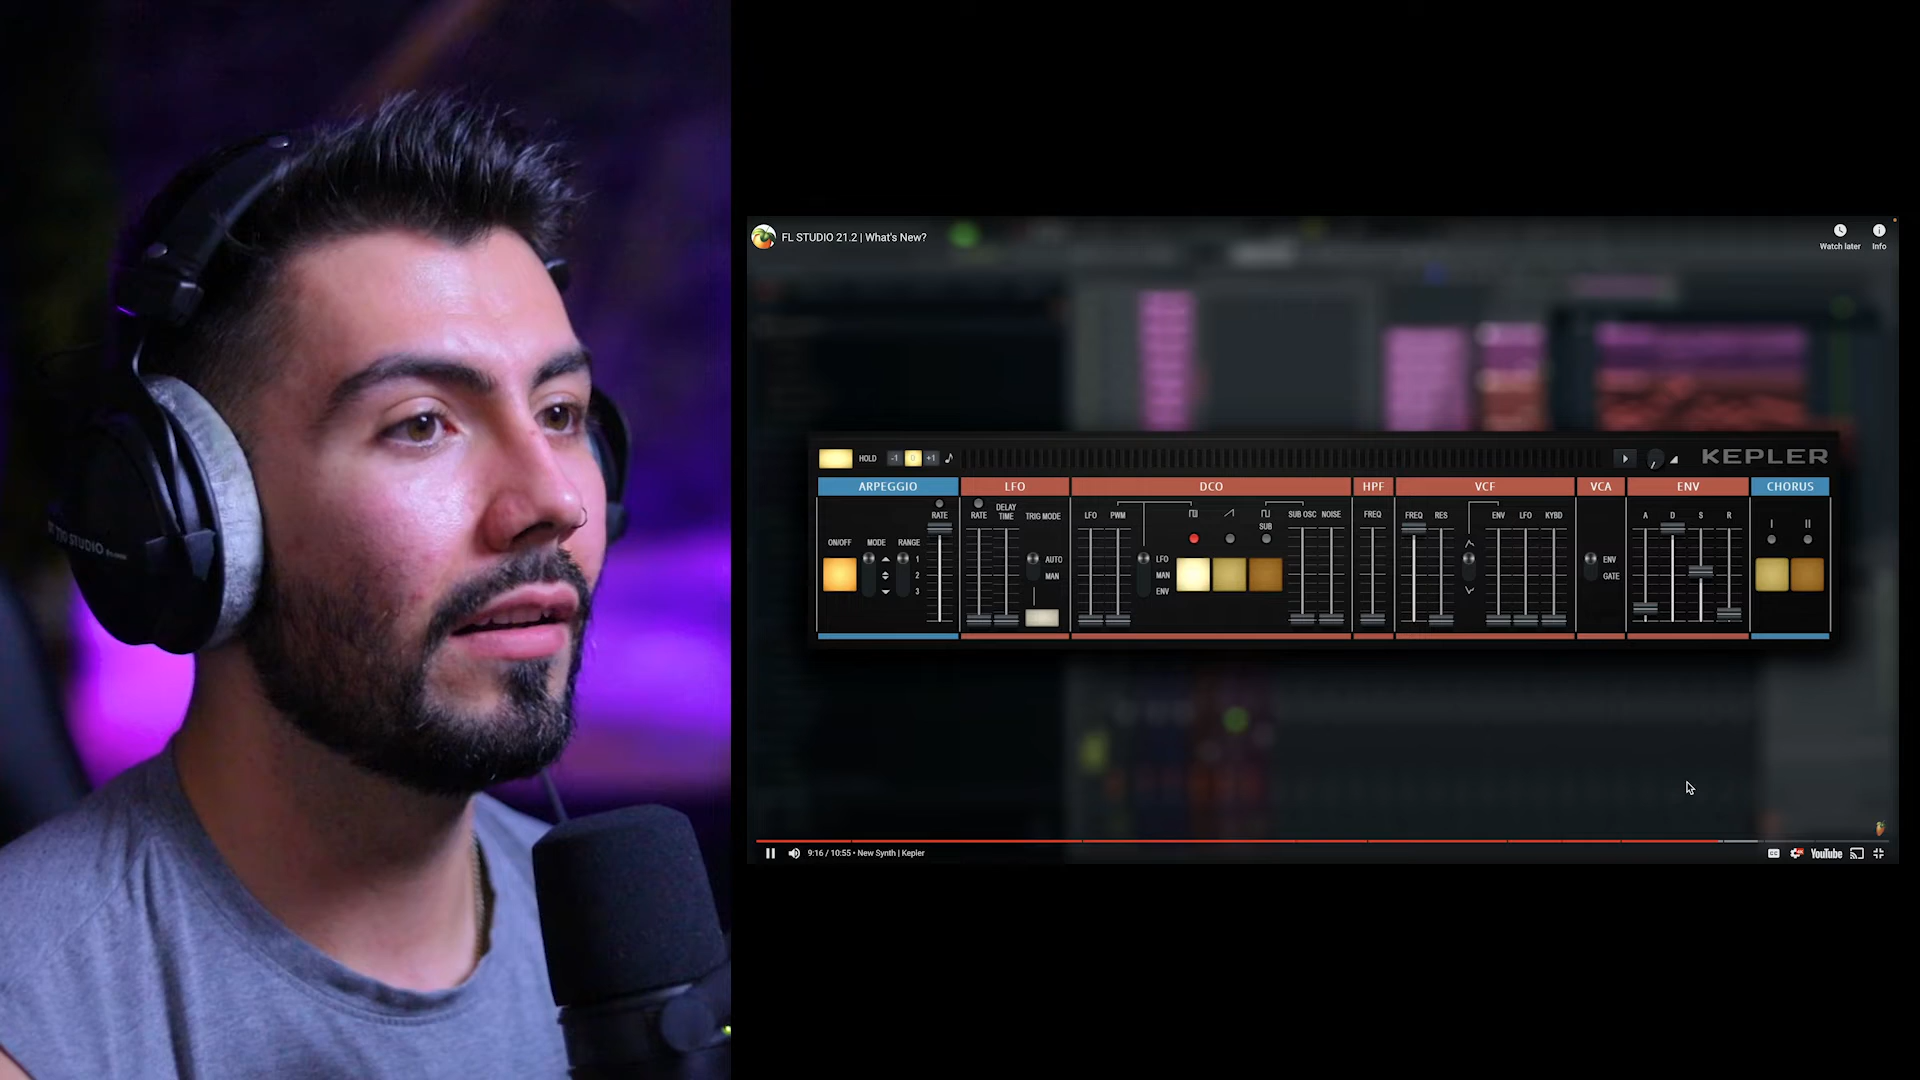 FL STUDIO 21.2 | What's New?
Watch later
Info
HOLD
-1 0 +1
KEPLER
ARPEGGIO
LFO
DCO
HPF
VCF
VCA
ENV
CHORUS
RATE
ON/OFF
MODE
RANGE
1
2
3
RATE
DELAY
TIME
TRIG MODE
AUTO
MAN
LFO
PWM
LFO
MAN
ENV
SUB
SUB OSC
NOISE
FREQ
FREQ
RES
ENV
LFO
KYBD
ENV
GATE
A
D
S
R
I
II
9:16 / 10:55 • New Synth | Kepler
YouTube